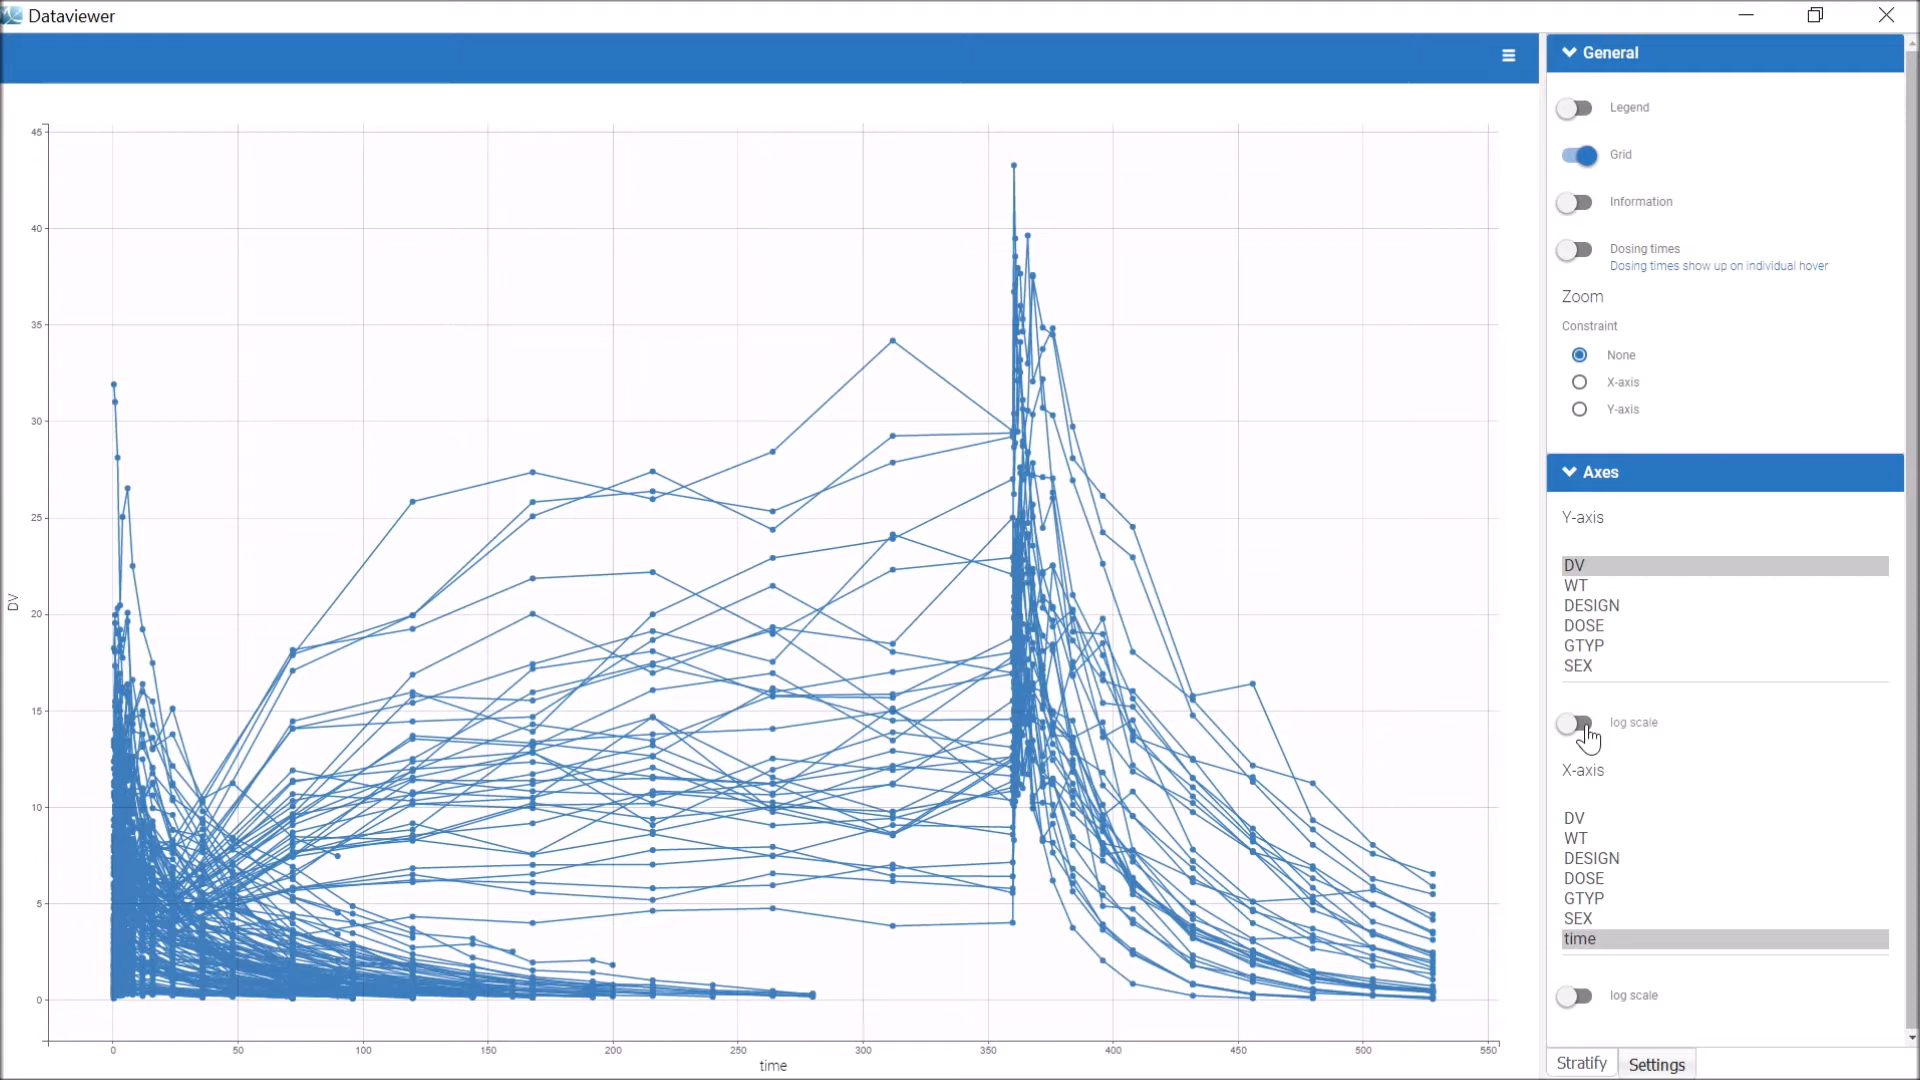 Dataviewer
General
Legend
Grid
Information
Dosing times
Dosing times show up on individual hover
Zoom
Constraint
None
X-axis
Y-axis
Axes
Y-axis
DV
WT
DESIGN
DOSE
GTYP
SEX
log scale
X-axis
DV
WT
DESIGN
DOSE
GTYP
SEX
time
log scale
Stratify Settings
45
40
35
30
25
20
15
10
5
0
DV
0 50 100 150 200 250 300 350 400 450 500 550
time